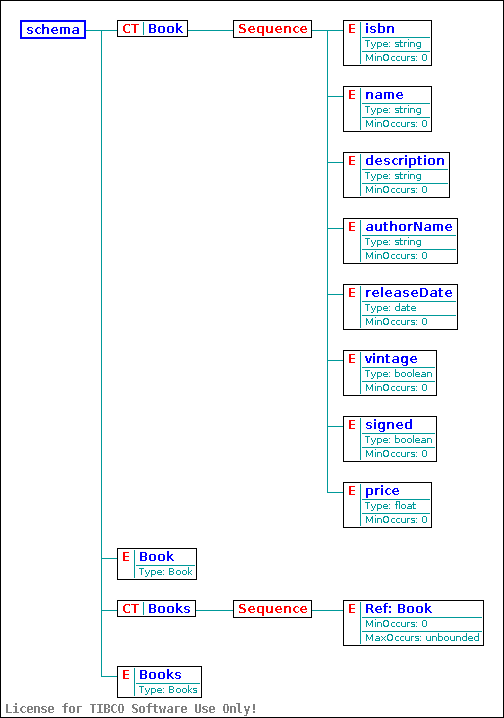 schema
CT Book
Sequence
E isbn
Type: string
MinOccurs: 0
E name
Type: string
MinOccurs: 0
E description
Type: string
MinOccurs: 0
E authorName
Type: string
MinOccurs: 0
E releaseDate
Type: date
MinOccurs: 0
E vintage
Type: boolean
MinOccurs: 0
E signed
Type: boolean
MinOccurs: 0
E price
Type: float
MinOccurs: 0
E Book
Type: Book
CT Books
Sequence
E Ref: Book
MinOccurs: 0
MaxOccurs: unbounded
E Books
Type: Books
License for TIBCO Software Use Only!